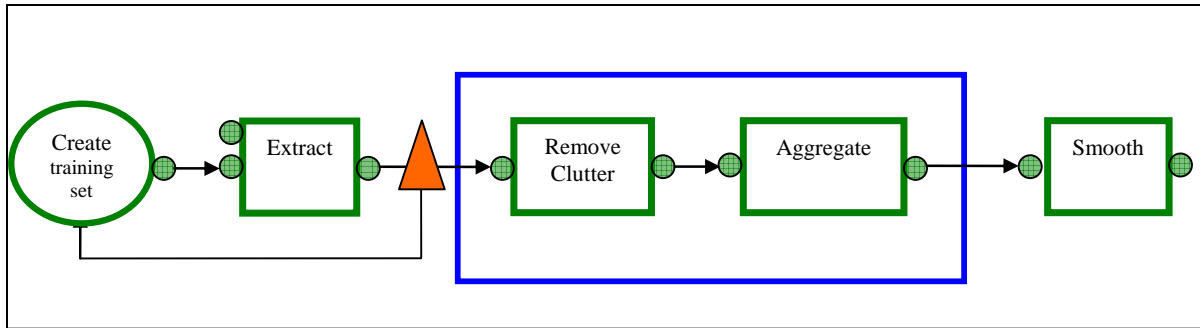 Create
training
set
Extract
Remove
Clutter
Aggregate
Smooth